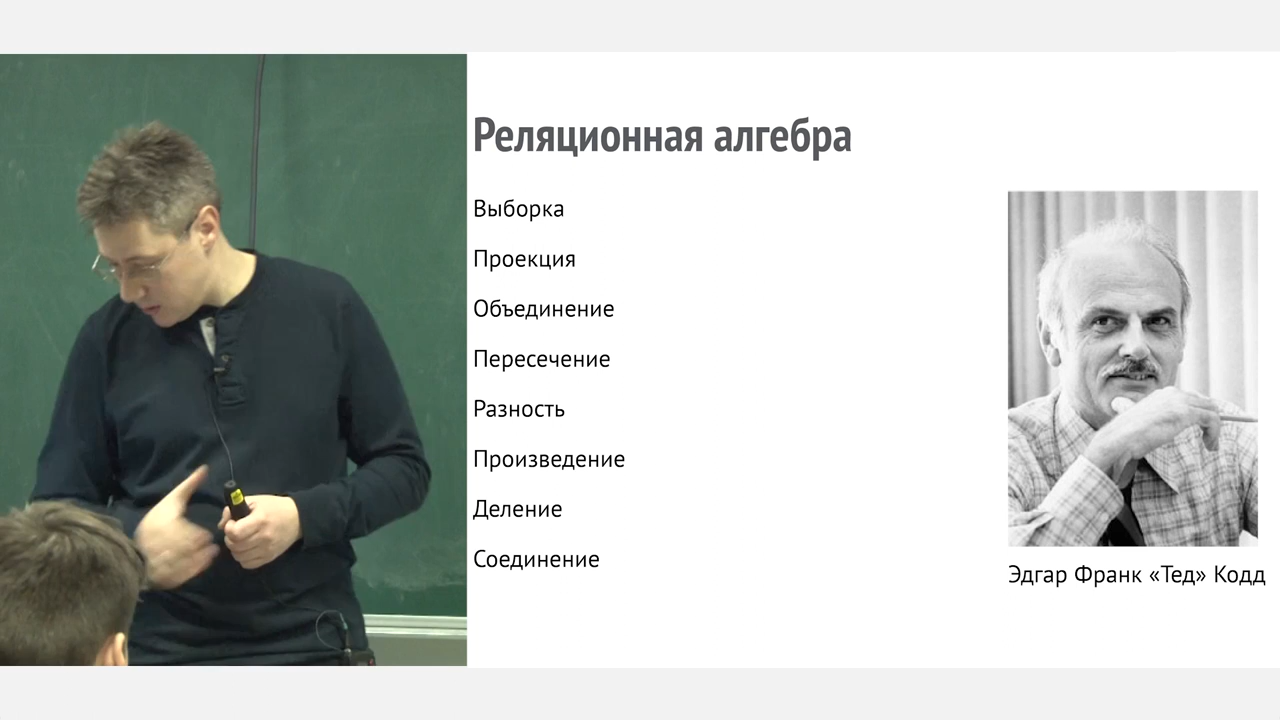 Реляционная алгебра
Выборка
Проекция
Объединение
Пересечение
Разность
Произведение
Деление
Соединение
Эдгар Франк «Тед» Кодд